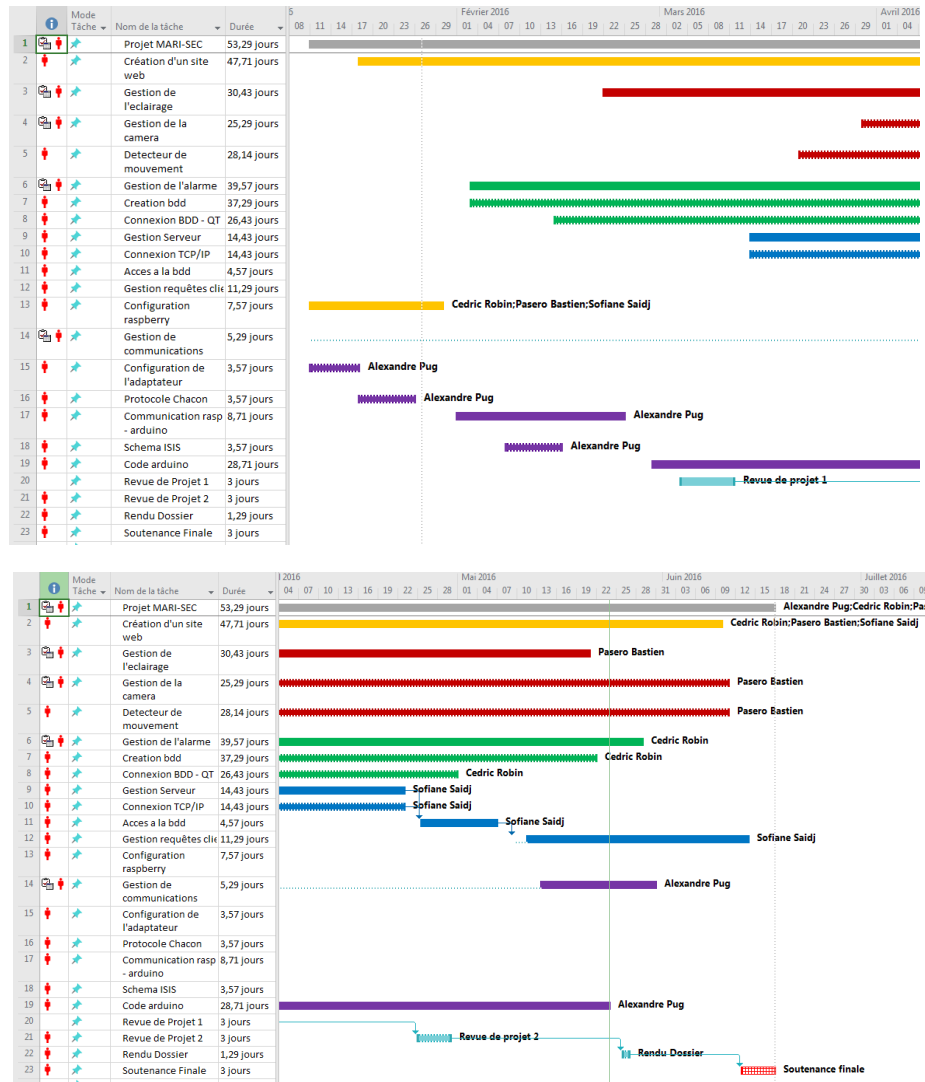 5 Février 2016 Mars 2016 Avril 2016
Mode
Tâche Nom de la tâche Durée 08 11 14 17 20 23 26 29 01 04 07 10 13 16 19 22 25 28 02 05 08 11 14 17 20 23 26 29 01 04
1 Projet MARI-SEC 53,29 jours
2 Création d'un site web 47,71 jours
3 Gestion de l'eclairage 30,43 jours
4 Gestion de la camera 25,29 jours
5 Detecteur de mouvement 28,14 jours
6 Gestion de l'alarme 39,57 jours
7 Creation bdd 37,29 jours
8 Connexion BDD - QT 26,43 jours
9 Gestion Serveur 14,43 jours
10 Connexion TCP/IP 14,43 jours
11 Acces a la bdd 4,57 jours
12 Gestion requêtes clie 11,29 jours
13 Configuration raspberry 7,57 jours Cedric Robin;Pasero Bastien;Sofiane Saidj
14 Gestion de communications 5,29 jours
15 Configuration de l'adaptateur 3,57 jours Alexandre Pug
16 Protocole Chacon 3,57 jours Alexandre Pug
17 Communication rasp - arduino 8,71 jours Alexandre Pug
18 Schema ISIS 3,57 jours Alexandre Pug
19 Code arduino 28,71 jours
20 Revue de Projet 1 3 jours Revue de projet 1
21 Revue de Projet 2 3 jours
22 Rendu Dossier 1,29 jours
23 Soutenance Finale 3 jours
l 2016 Mai 2016 Juin 2016 Juillet 2016
Mode
Tâche Nom de la tâche Durée 04 07 10 13 16 19 22 25 28 01 04 07 10 13 16 19 22 25 28 31 03 06 09 12 15 18 21 24 27 30 03 06 09
1 Projet MARI-SEC 53,29 jours Alexandre Pug;Cedric Robin;Pas
2 Création d'un site web 47,71 jours Cedric Robin;Pasero Bastien;Sofiane Saidj
3 Gestion de l'eclairage 30,43 jours Pasero Bastien
4 Gestion de la camera 25,29 jours Pasero Bastien
5 Detecteur de mouvement 28,14 jours Pasero Bastien
6 Gestion de l'alarme 39,57 jours Cedric Robin
7 Creation bdd 37,29 jours Cedric Robin
8 Connexion BDD - QT 26,43 jours Cedric Robin
9 Gestion Serveur 14,43 jours Sofiane Saidj
10 Connexion TCP/IP 14,43 jours Sofiane Saidj
11 Acces a la bdd 4,57 jours Sofiane Saidj
12 Gestion requêtes clie 11,29 jours Sofiane Saidj
13 Configuration raspberry 7,57 jours
14 Gestion de communications 5,29 jours Alexandre Pug
15 Configuration de l'adaptateur 3,57 jours
16 Protocole Chacon 3,57 jours
17 Communication rasp - arduino 8,71 jours
18 Schema ISIS 3,57 jours
19 Code arduino 28,71 jours Alexandre Pug
20 Revue de Projet 1 3 jours
21 Revue de Projet 2 3 jours Revue de projet 2
22 Rendu Dossier 1,29 jours Rendu Dossier
23 Soutenance Finale 3 jours Soutenance finale